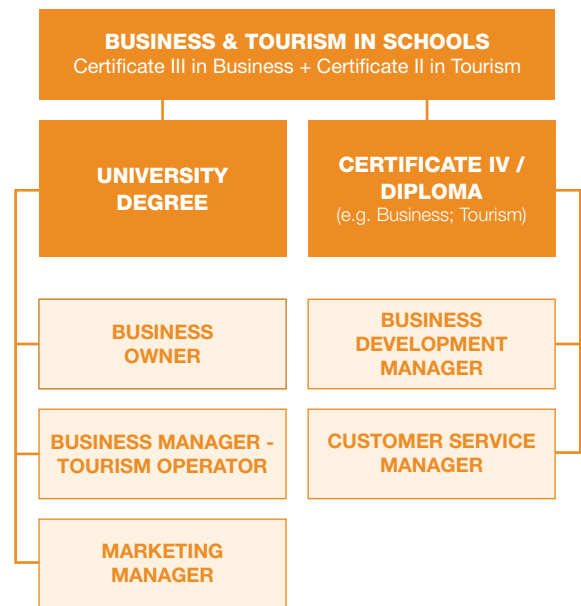 BUSINESS & TOURISM IN SCHOOLS
Certificate III in Business + Certificate II in Tourism
UNIVERSITY
DEGREE
CERTIFICATE IV /
DIPLOMA
(e.g. Business; Tourism)
BUSINESS
OWNER
BUSINESS
DEVELOPMENT
MANAGER
BUSINESS MANAGER -
TOURISM OPERATOR
CUSTOMER SERVICE
MANAGER
MARKETING
MANAGER